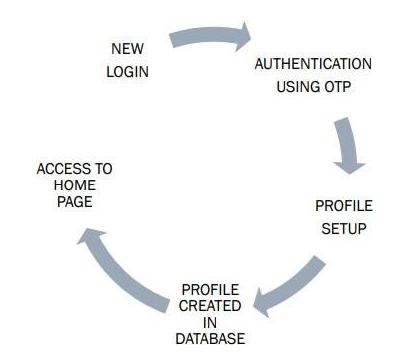 NEW
LOGIN
AUTHENTICATION
USING OTP
PROFILE
SETUP
PROFILE
CREATED
IN
DATABASE
ACCESS TO
HOME
PAGE